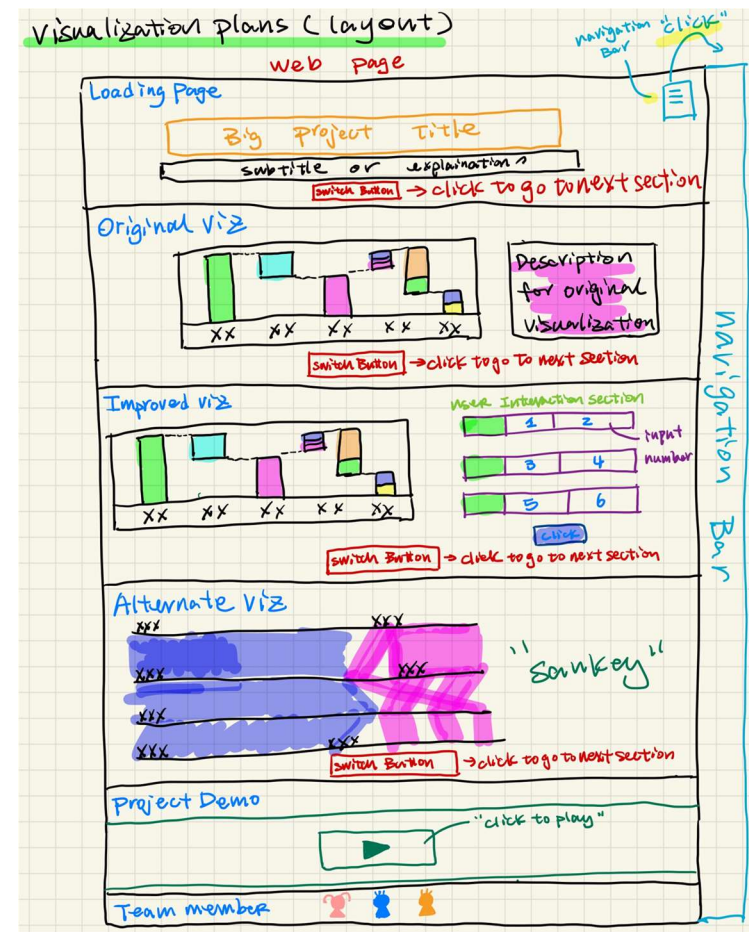 Visualization plans (layout)
navigation "click"
Bar
web page
Loading Page
Big Project Title
subtitle or explaination
switch Button → click to go to next section
Original viz
Description
for original
visualization
XX XX XX XX XX
switch Button → click to go to next section
Improved viz
user Interaction section
1 2
input
number
3 4
5 6
XX XX XX XX XX
click
switch Button → click to go to next section
Alternate viz
XXX XXX
"sankey"
XXX XXX
XXX
XXX XXX
switch Button → click to go to next section
Project Demo
"click to play"
Team member
navigation Bar